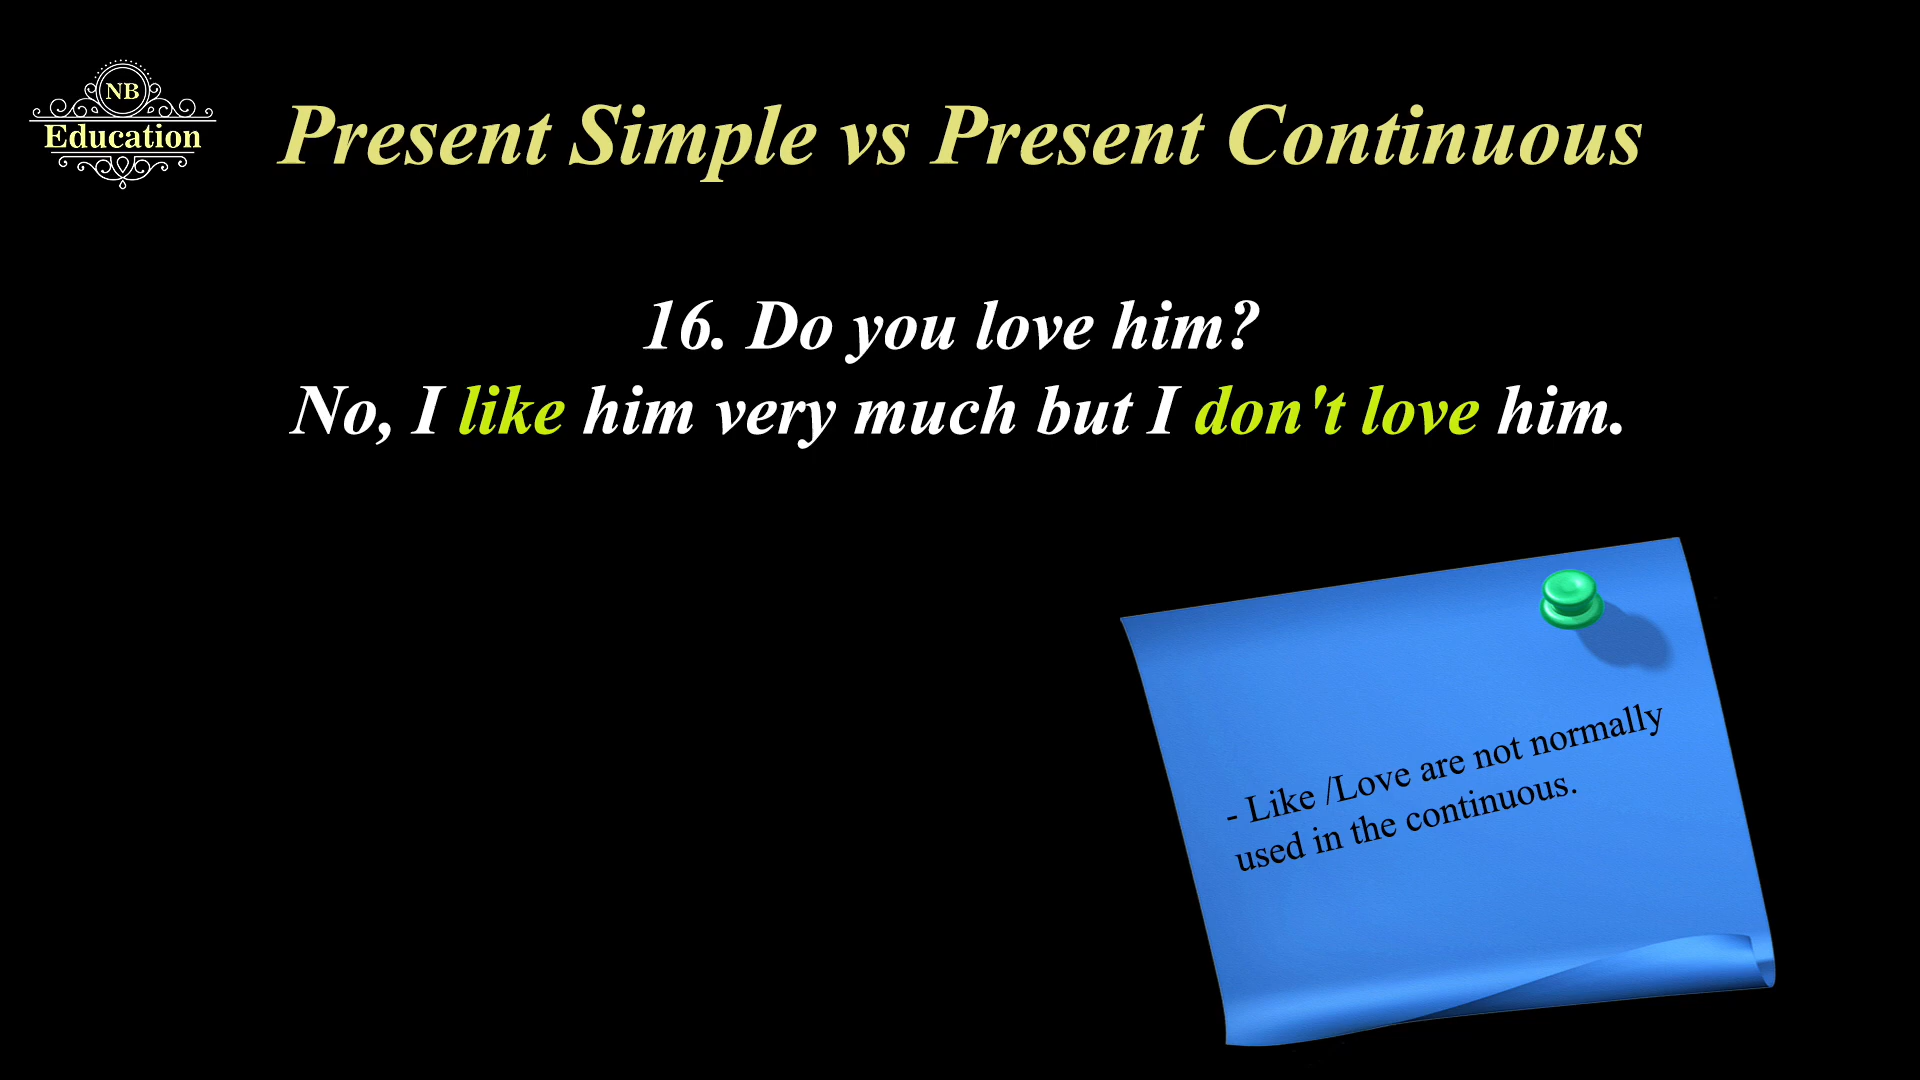 NB
Education
Present Simple vs Present Continuous
16. Do you love him?
No, I like him very much but I don't love him.
- Like /Love are not normally
used in the continuous.